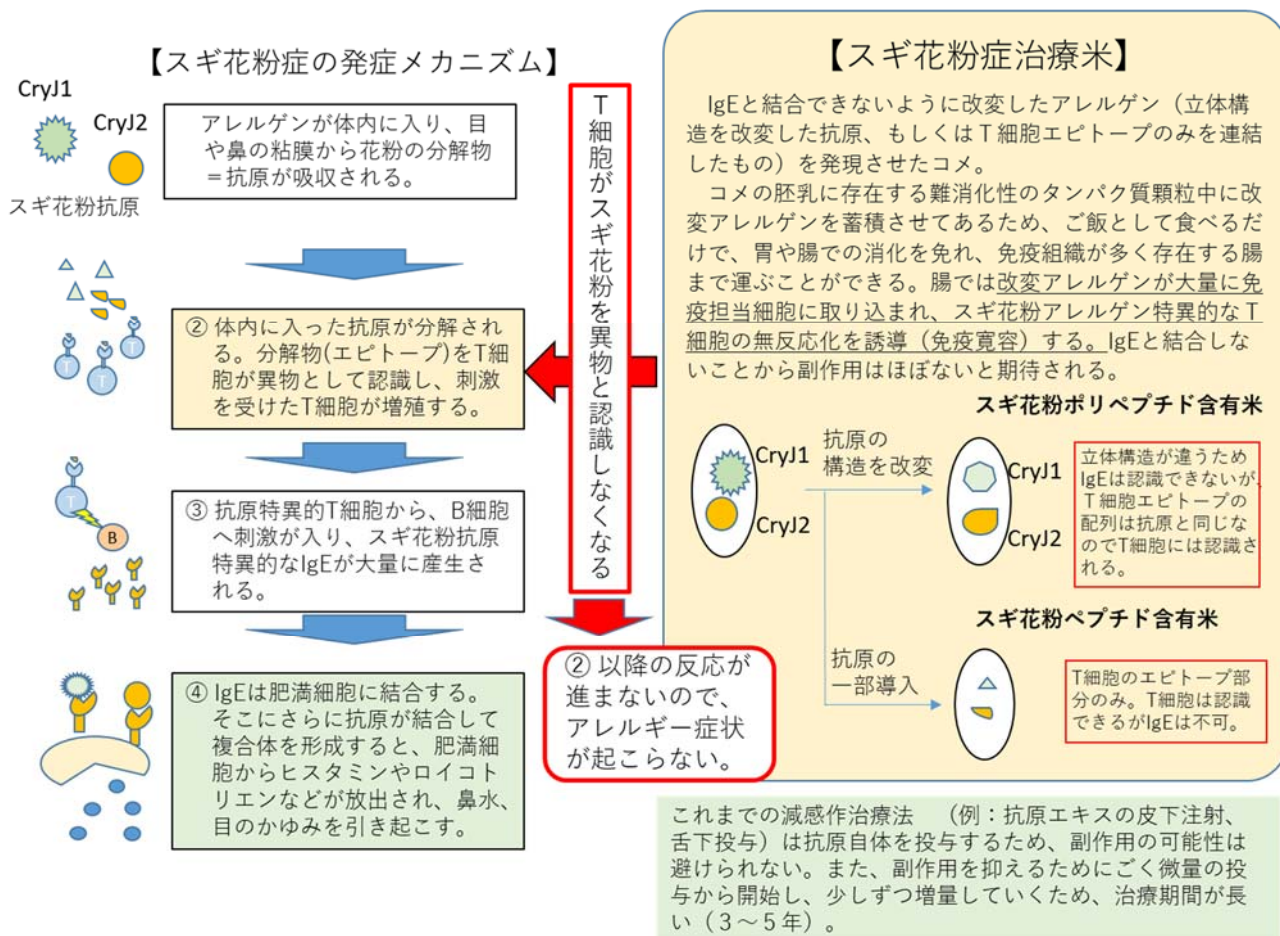 【スギ花粉症の発症メカニズム】
CryJ1
CryJ2
スギ花粉抗原
アレルゲンが体内に入り、目
や鼻の粘膜から花粉の分解物
＝抗原が吸収される。
② 体内に入った抗原が分解され
る。分解物(エピトープ)をT細
胞が異物として認識し、刺激
を受けたT細胞が増殖する。
T
T
T
③ 抗原特異的T細胞から、B細胞
へ刺激が入り、スギ花粉抗原
特異的なIgEが大量に産生さ
れる。
T
B
④ IgEは肥満細胞に結合する。
そこにさらに抗原が結合して
複合体を形成すると、肥満細
胞からヒスタミンやロイコト
リエンなどが放出され、鼻水、
目のかゆみを引き起こす。
T細胞がスギ花粉を異物と認識しなくなる
② 以降の反応が
進まないので、
アレルギー症状
が起こらない。
【スギ花粉症治療米】
IgEと結合できないように改変したアレルゲン（立体構
造を改変した抗原、もしくはT細胞エピトープのみを連結
したもの）を発現させたコメ。
コメの胚乳に存在する難消化性のタンパク質顆粒中に改
変アレルゲンを蓄積させてあるため、ご飯として食べるだ
けで、胃や腸での消化を免れ、免疫組織が多く存在する腸
まで運ぶことができる。腸では改変アレルゲンが大量に免
疫担当細胞に取り込まれ、スギ花粉アレルゲン特異的なT
細胞の無反応化を誘導（免疫寛容）する。IgEと結合しな
いことから副作用はほぼないと期待される。
スギ花粉ポリペプチド含有米
CryJ1
CryJ2
抗原の
構造を改変
CryJ1
CryJ2
立体構造が違うため
IgEは認識できないが、
T細胞エピトープの
配列は抗原と同じな
のでT細胞には認識さ
れる。
スギ花粉ペプチド含有米
抗原の
一部導入
T細胞のエピトープ部
分のみ。T細胞は認識
できるがIgEは不可。
これまでの減感作治療法　（例：抗原エキスの皮下注射、
舌下投与）は抗原自体を投与するため、副作用の可能性は
避けられない。また、副作用を抑えるためにごく微量の投
与から開始し、少しずつ増量していくため、治療期間が長
い（３～５年）。